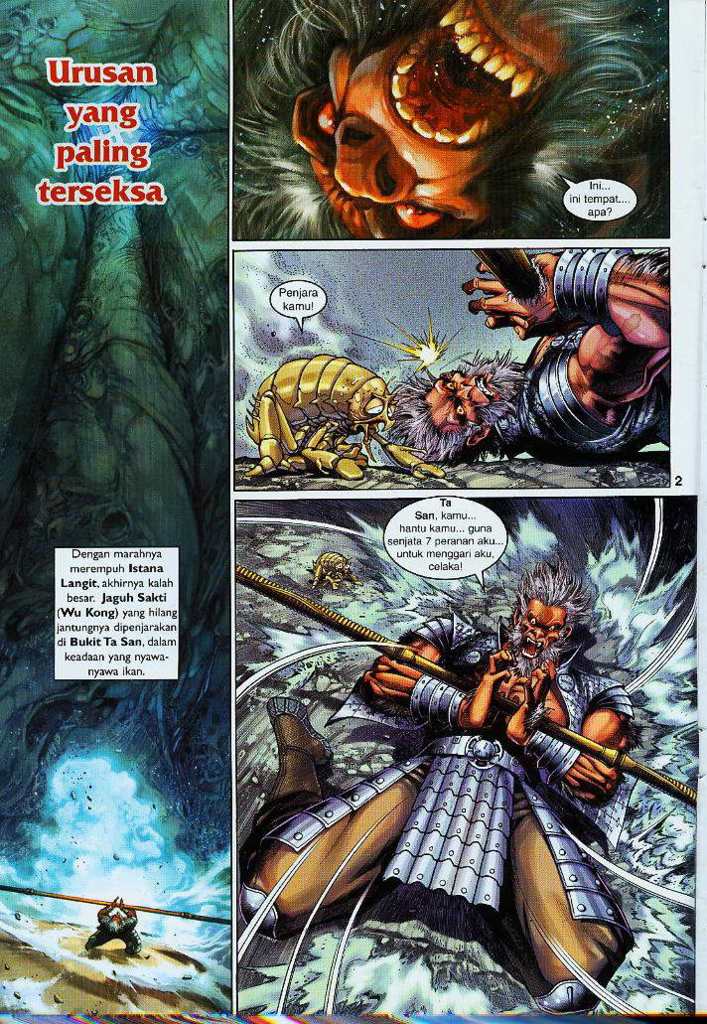 Urusan
yang
paling
terseksa
Ini...
ini tempat....
apa?
Penjara
kamu!
2
Ta
San, kamu...
hantu kamu... guna
senjata 7 peranan aku...
untuk menggari aku,
celaka!
Dengan marahnya
merempuh Istana
Langit, akhirnya kalah
besar. Jaguh Sakti
(Wu Kong) yang hilang
jantungnya dipenjarakan
di Bukit Ta San, dalam
keadaan yang nyawa-
nyawa ikan.